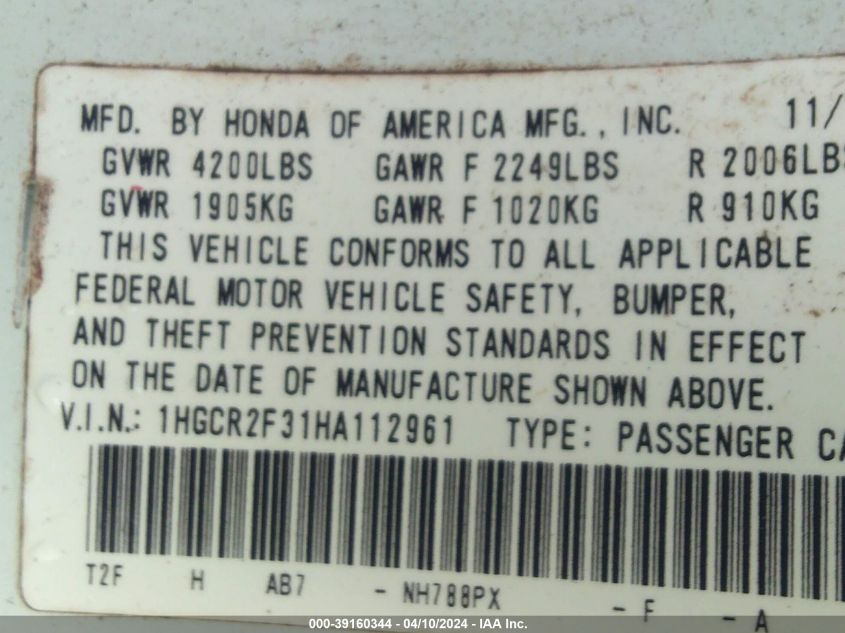 MFD. BY HONDA OF AMERICA MFG., INC. 11/
GVWR 4200LBS GAWR F 2249LBS R 2006LBS
GVWR 1905KG GAWR F 1020KG R 910KG
THIS VEHICLE CONFORMS TO ALL APPLICABLE
FEDERAL MOTOR VEHICLE SAFETY, BUMPER,
AND THEFT PREVENTION STANDARDS IN EFFECT
ON THE DATE OF MANUFACTURE SHOWN ABOVE.
V.I.N.: 1HGCR2F31HA112961 TYPE: PASSENGER CA
T2F H AB7 - NH788PX - F - A
000-39160344 - 04/10/2024 - IAA Inc.